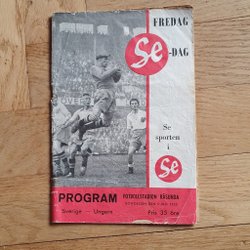 FREDAG
Se
-DAG
Se
sporten
i
Se
PROGRAM
FOTBOLLSTADION RÅSUNDA
Sverige - Ungern
Pris 35 öre